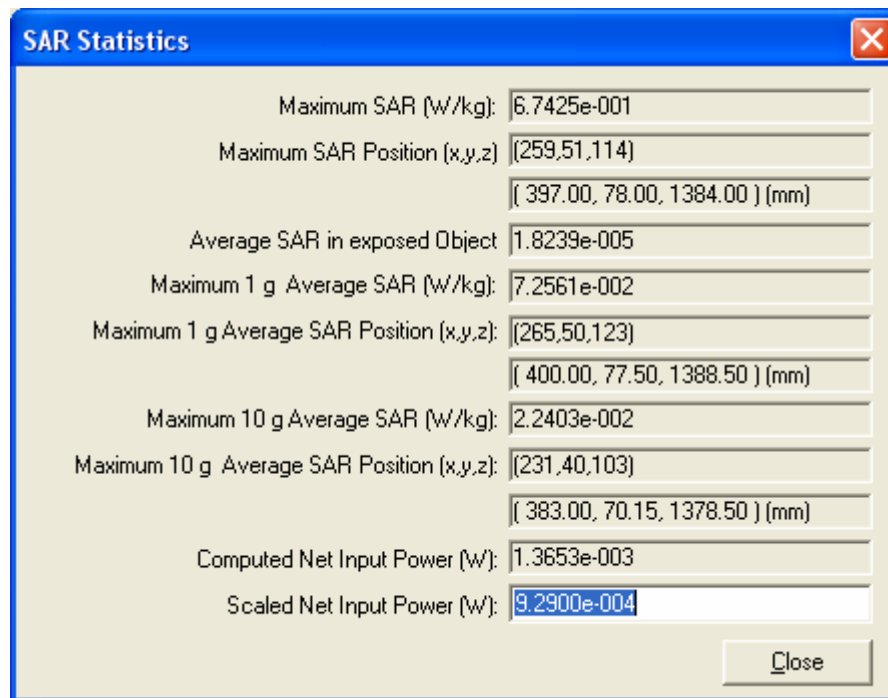 SAR Statistics
Maximum SAR (W/kg): 6.7425e-001
Maximum SAR Position (x,y,z) (259,51,114)
( 397.00, 78.00, 1384.00 ) (mm)
Average SAR in exposed Object 1.8239e-005
Maximum 1 g Average SAR (W/kg): 7.2561e-002
Maximum 1 g Average SAR Position (x,y,z): (265,50,123)
( 400.00, 77.50, 1388.50 ) (mm)
Maximum 10 g Average SAR (W/kg): 2.2403e-002
Maximum 10 g Average SAR Position (x,y,z): (231,40,103)
( 383.00, 70.15, 1378.50 ) (mm)
Computed Net Input Power (W): 1.3653e-003
Scaled Net Input Power (W): 9.2900e-004
Close